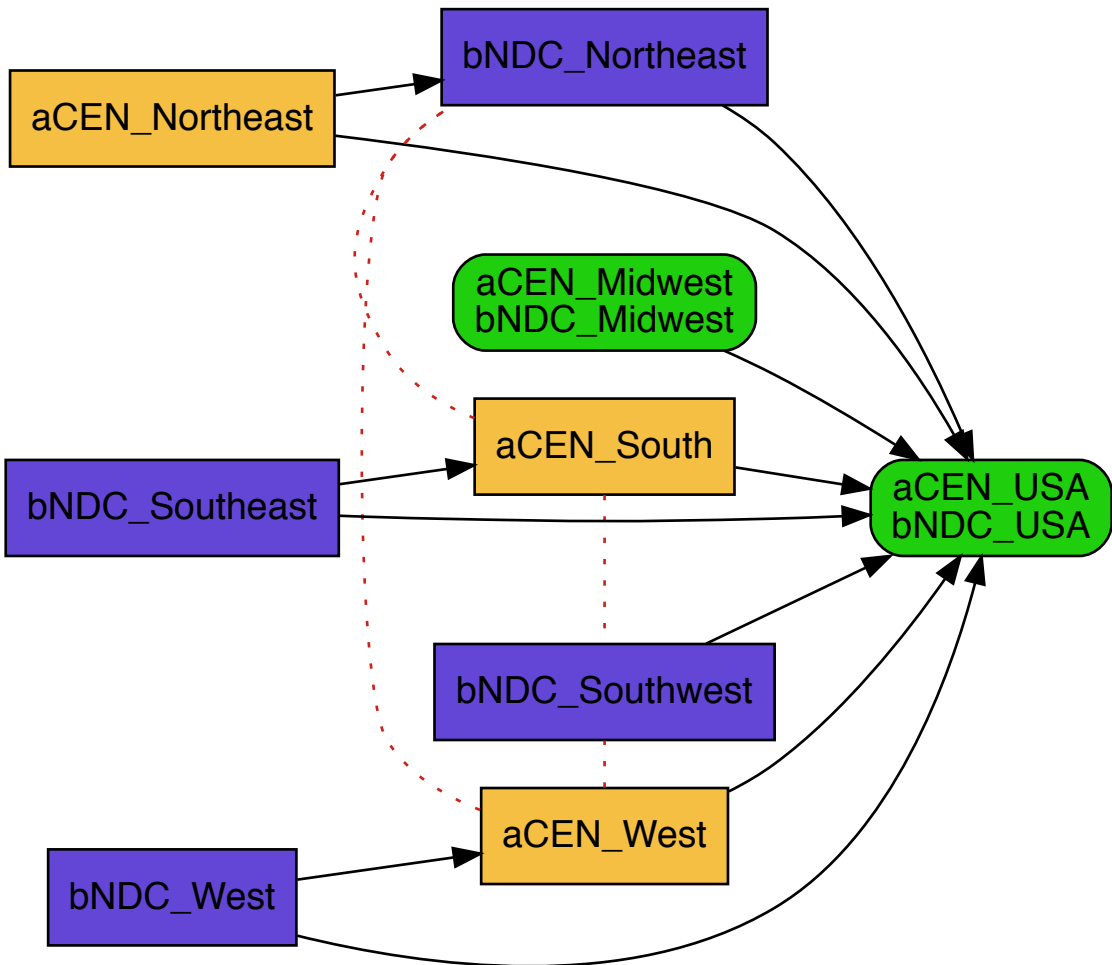 bNDC_Northeast
aCEN_Northeast
aCEN_Midwest
bNDC_Midwest
aCEN_South
bNDC_Southeast
aCEN_USA
bNDC_USA
bNDC_Southwest
aCEN_West
bNDC_West